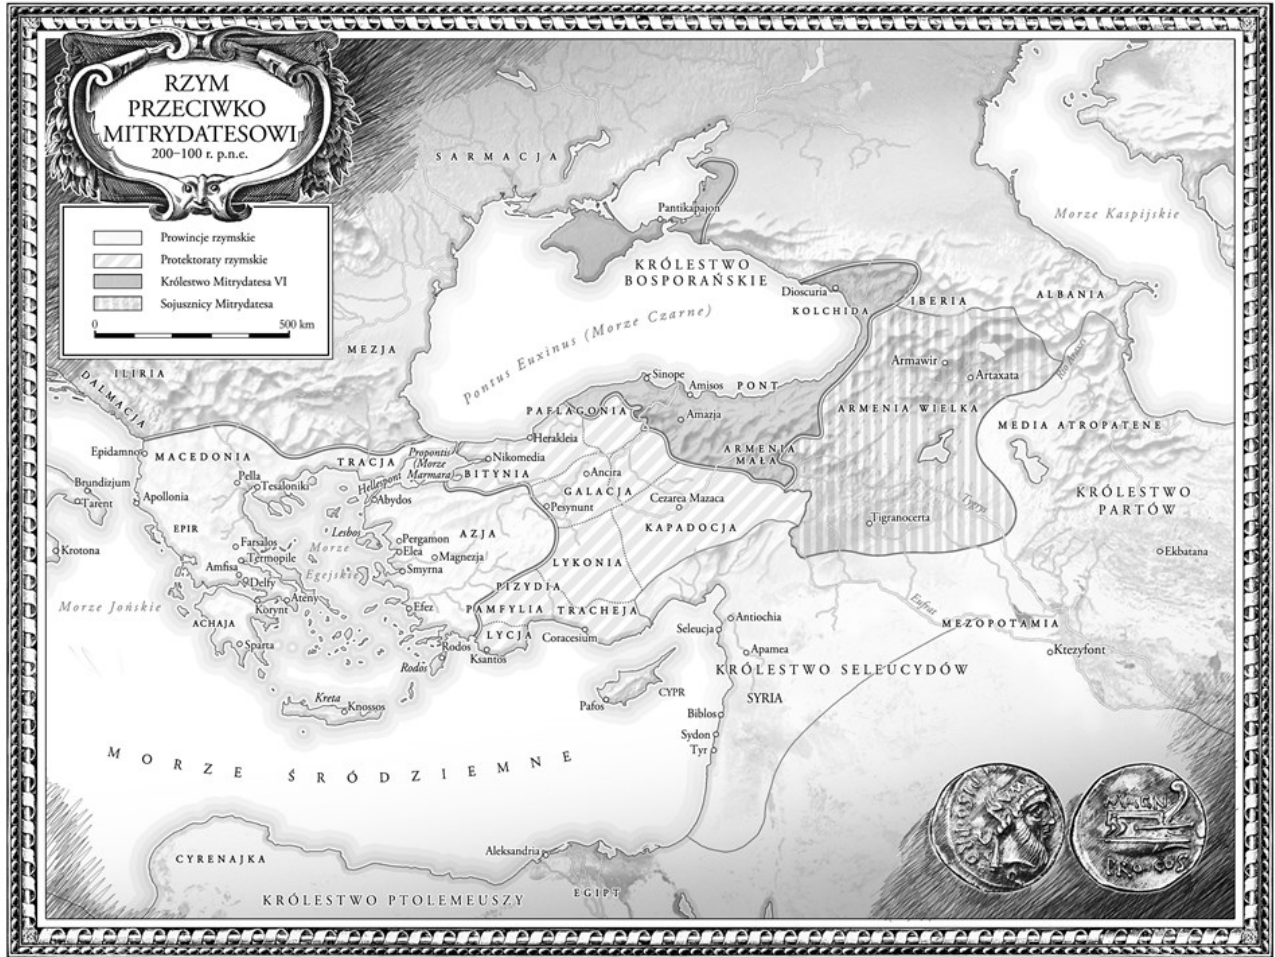 RZYM
PRZECIWKO
MITRYDATESOWI
200–100 r. p.n.e.
Prowincje rzymskie
Protektoraty rzymskie
Królestwo Mitrydatesa VI
Sojusznicy Mitrydatesa
0 500 km
SARMACJA
Pantikapajon
Morze Kaspijskie
KRÓLESTWO
BOSPORAŃSKIE
Dioscuria
KOLCHIDA
IBERIA
ALBANIA
Pontus Euxinus (Morze Czarne)
MEZJA
ILIRIA
DALMACJA
Armawir
Artaxata
Sinope
Amisos
PONT
Amazja
PAFLAGONIA
ARMENIA WIELKA
MEDIA ATROPATENE
Herakleia
ARMENIA
MAŁA
Epidamno
MACEDONIA
TRACJA
Propontis
(Morze
Marmara)
Nikomedia
BITYNIA
Ancira
GALACJA
Pella
Tesaloniki
Hellespont
Abydos
Brundizjum
Tarent
Apollonia
Pesynunt
Cezarea Mazaca
KAPADOCJA
Tygrys
KRÓLESTWO
PARTÓW
Tigranocerta
EPIR
Lesbos
Morze
Egejskie
Pergamon
Elea
Magnezja
Smyrna
AZJA
Krotona
Farsalos
Termopile
Amfisa
Delfy
Ekbatana
LYKONIA
PIZYDIA
Morze Jońskie
Ateny
Korynt
Efez
PAMFYLIA
TRACHEJA
Eufrat
ACHAJA
Sparta
LYCJA
Coracesium
Antiochia
Seleucja
MEZOPOTAMIA
Rodos
Rodos
Ksantos
Apamea
Ktezyfont
KRÓLESTWO SELEUCYDÓW
Kreta
Knossos
CYPR
Pafos
SYRIA
Biblos
Sydon
Tyr
MORZE ŚRÓDZIEMNE
MAGN
PRO·COS
CYRENAJKA
Aleksandria
KRÓLESTWO PTOLEMEUSZY
EGIPT